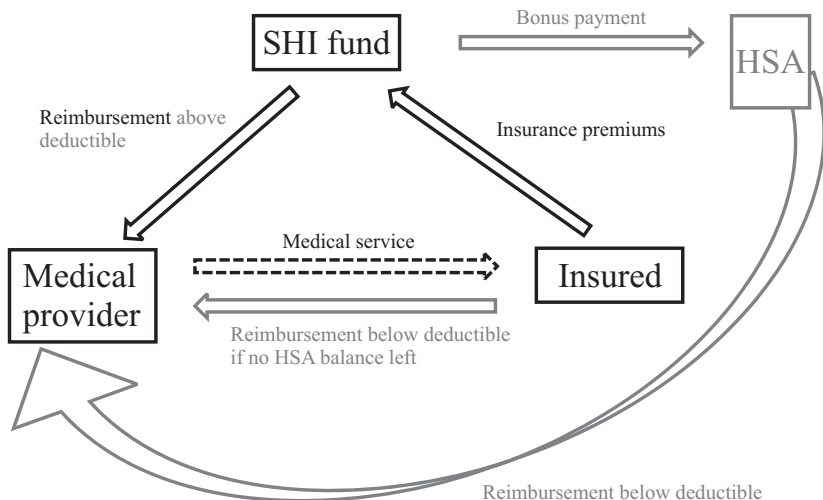 Bonus payment
SHI fund
HSA
Reimbursement above
deductible
Insurance premiums
Medical service
Medical
provider
Insured
Reimbursement below deductible
if no HSA balance left
Reimbursement below deductible